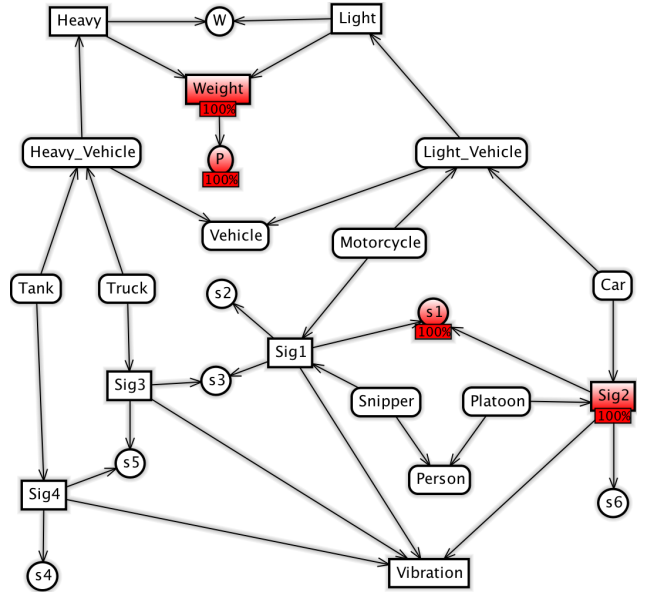 Heavy
W
Light
Weight
100%
P
100%
Heavy_Vehicle
Light_Vehicle
Vehicle
Motorcycle
Tank
Truck
Car
s2
s1
100%
Sig1
Sig3
s3
Snipper
Platoon
Sig2
100%
s5
Person
Sig4
s6
s4
Vibration